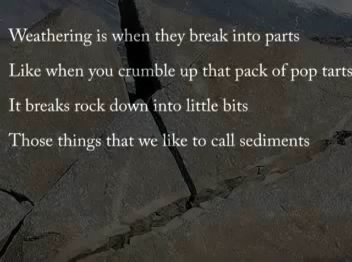 Weathering is when they break into parts
Like when you crumble up that pack of pop tarts
It breaks rock down into little bits
Those things that we like to call sediments